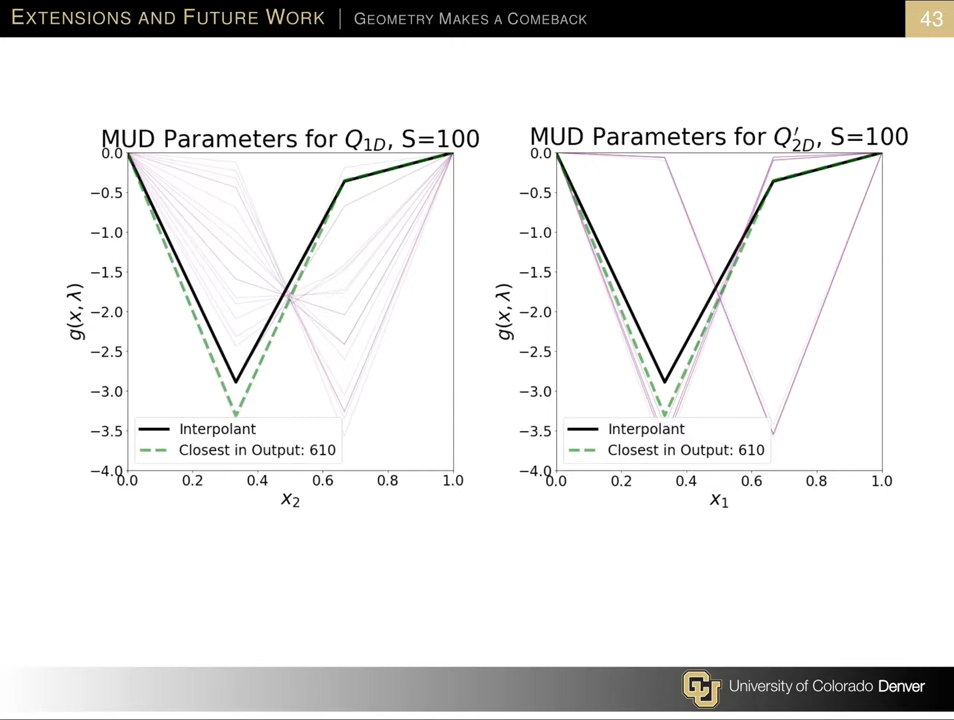 EXTENSIONS AND FUTURE WORK | GEOMETRY MAKES A COMEBACK 43
MUD Parameters for Q1D, S=100
0.0
−0.5
−1.0
−1.5
−2.0
−2.5
−3.0
−3.5
−4.0
g(x, λ)
Interpolant
Closest in Output: 610
0.0 0.2 0.4 0.6 0.8 1.0
x2
MUD Parameters for Q′2D, S=100
0.0
−0.5
−1.0
−1.5
−2.0
−2.5
−3.0
−3.5
−4.0
g(x, λ)
Interpolant
Closest in Output: 610
0.0 0.2 0.4 0.6 0.8 1.0
x1
CU University of Colorado Denver